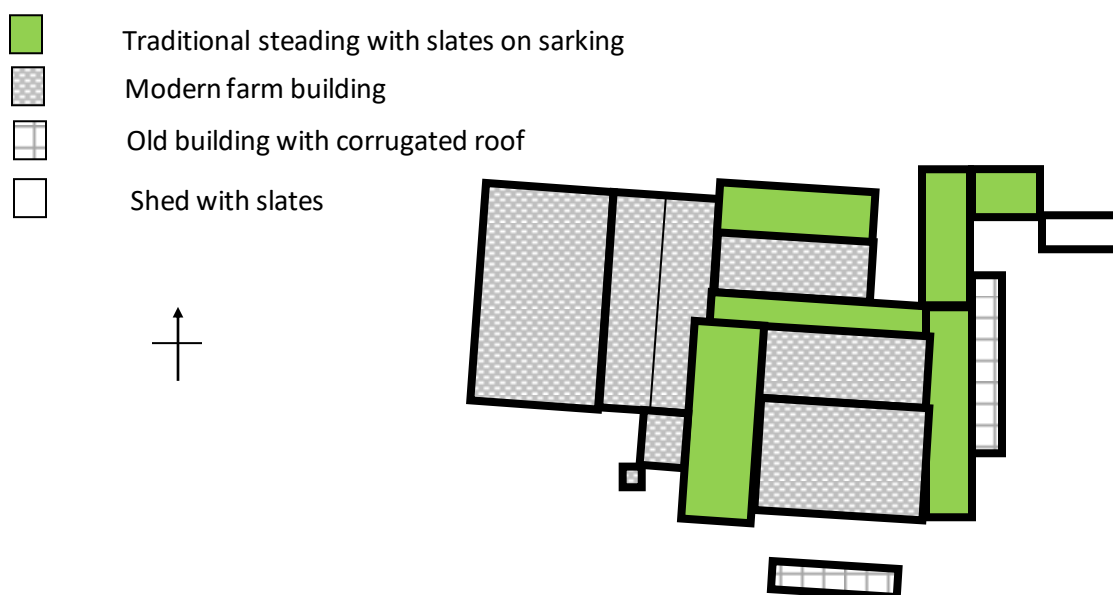 Traditional steading with slates on sarking
Modern farm building
Old building with corrugated roof
Shed with slates